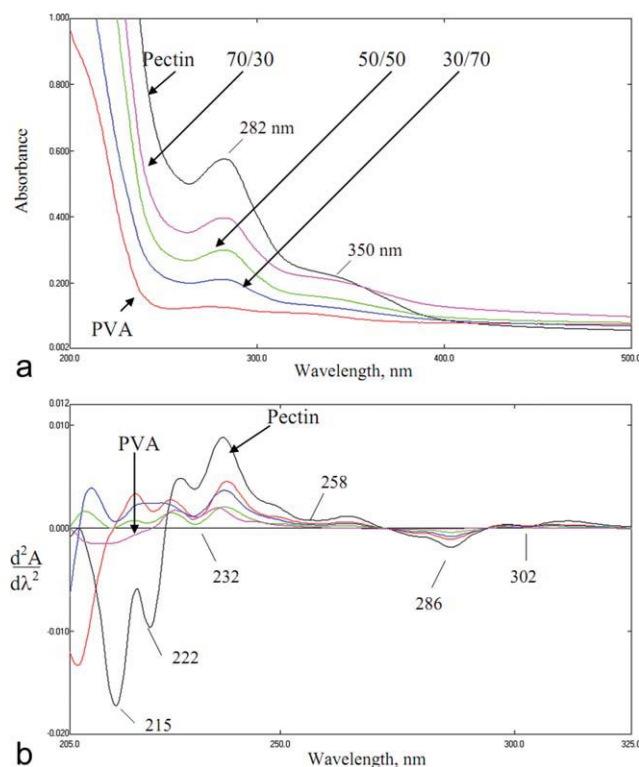 1.000
Pectin
70/30
50/50
30/70
0.800
282 nm
0.600
Absorbance
0.400
350 nm
0.200
PVA
0.002
200.0
300.0
400.0
500.0
Wavelength, nm
a
0.012
Pectin
PVA
0.005
258
0.000
d²A
dλ²
232
286
302
-0.010
222
215
-0.020
205.0
250.0
300.0
325.0
Wavelength, nm
b